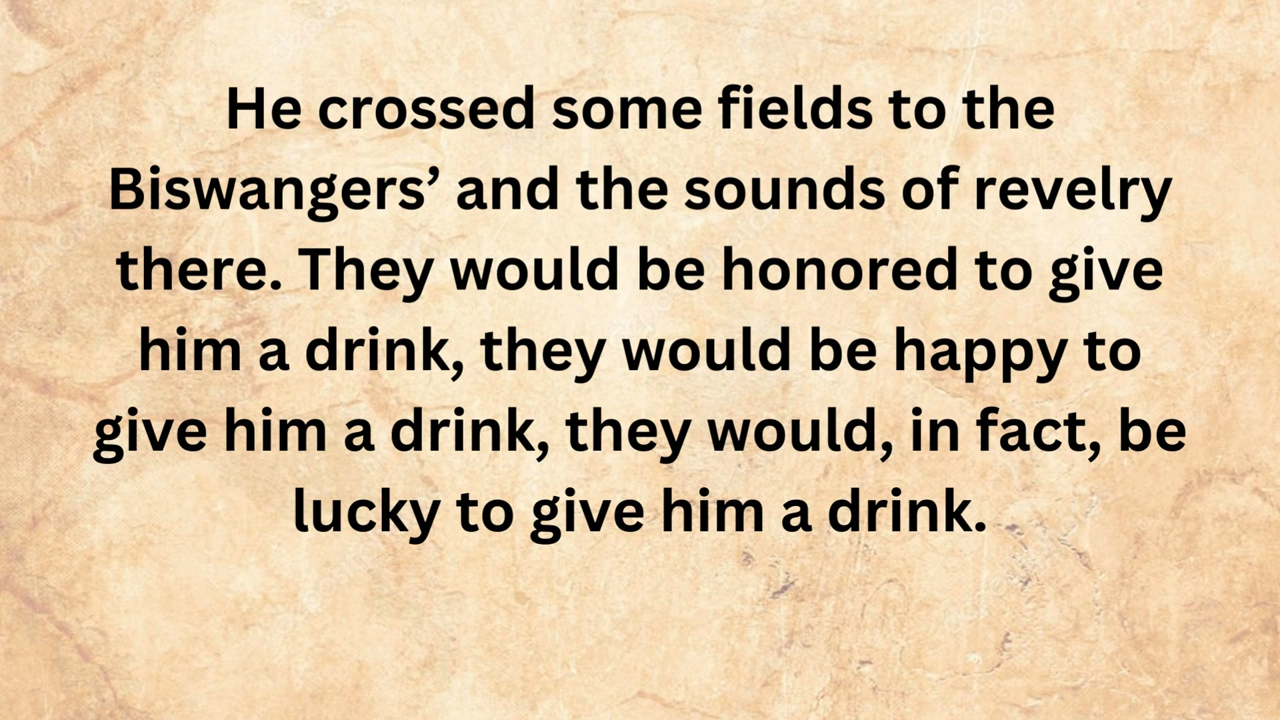 He crossed some fields to the
Biswangers’ and the sounds of revelry
there. They would be honored to give
him a drink, they would be happy to
give him a drink, they would, in fact, be
lucky to give him a drink.